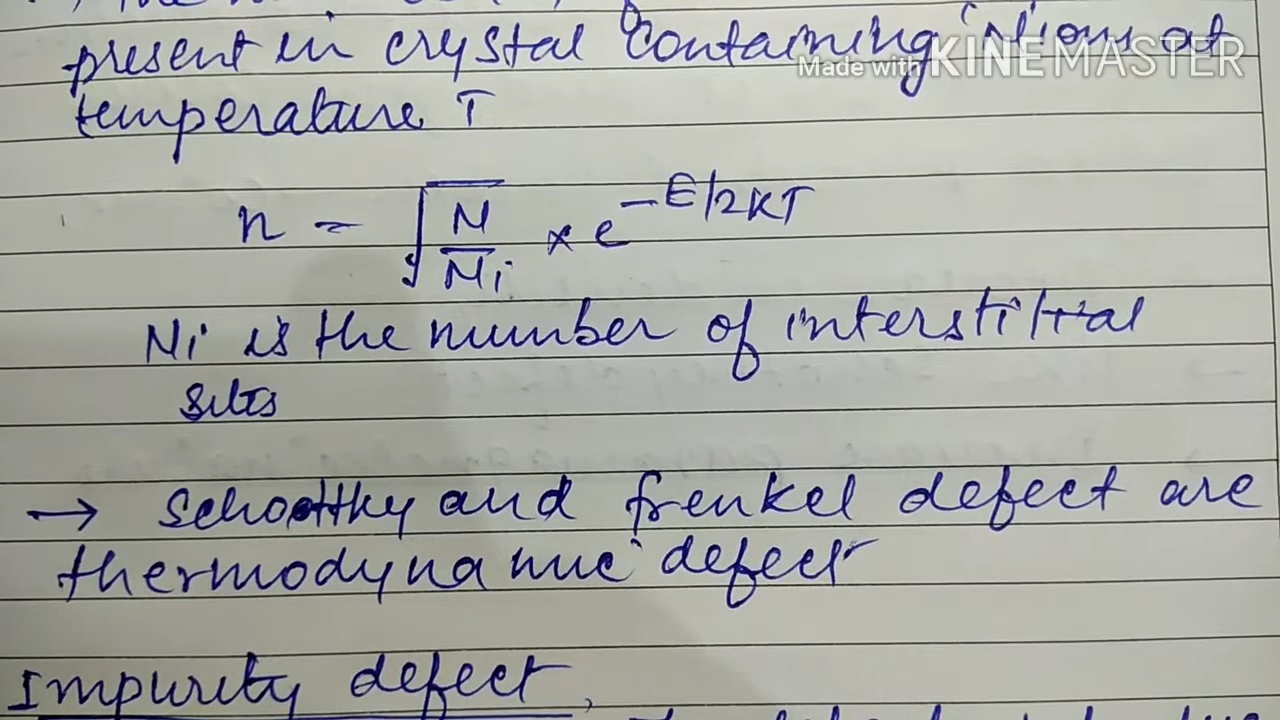 present in crystal containing N ions at
Made with KINEMASTER
temperature T
n = √N/Ni × e^-E/2KT
Ni is the number of interstitial
sites
→ Schottky and frenkel defect are
thermodynamic defect
Impurity defect